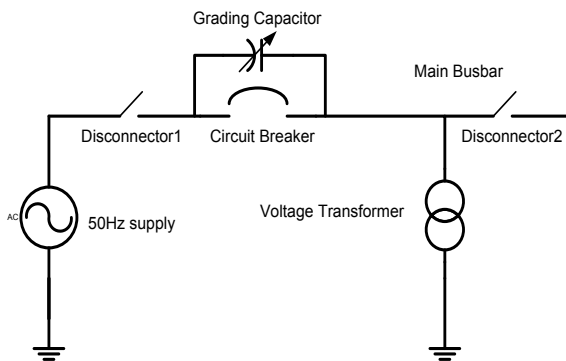 Grading Capacitor
Main Busbar
Disconnector1
Circuit Breaker
Disconnector2
AC
50Hz supply
Voltage Transformer